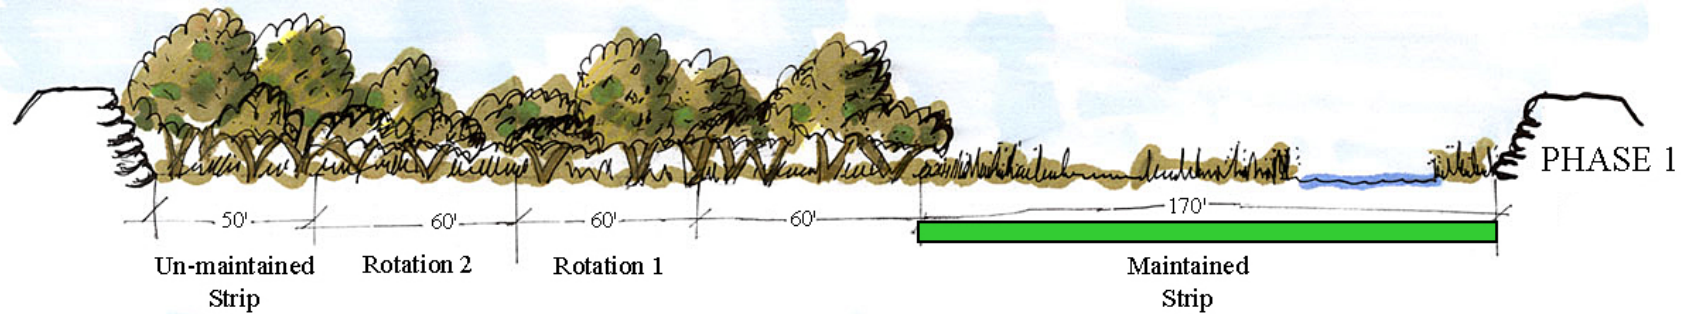 PHASE 1
50'
60'
60'
60'
170'
Un-maintained
Strip
Rotation 2
Rotation 1
Maintained
Strip